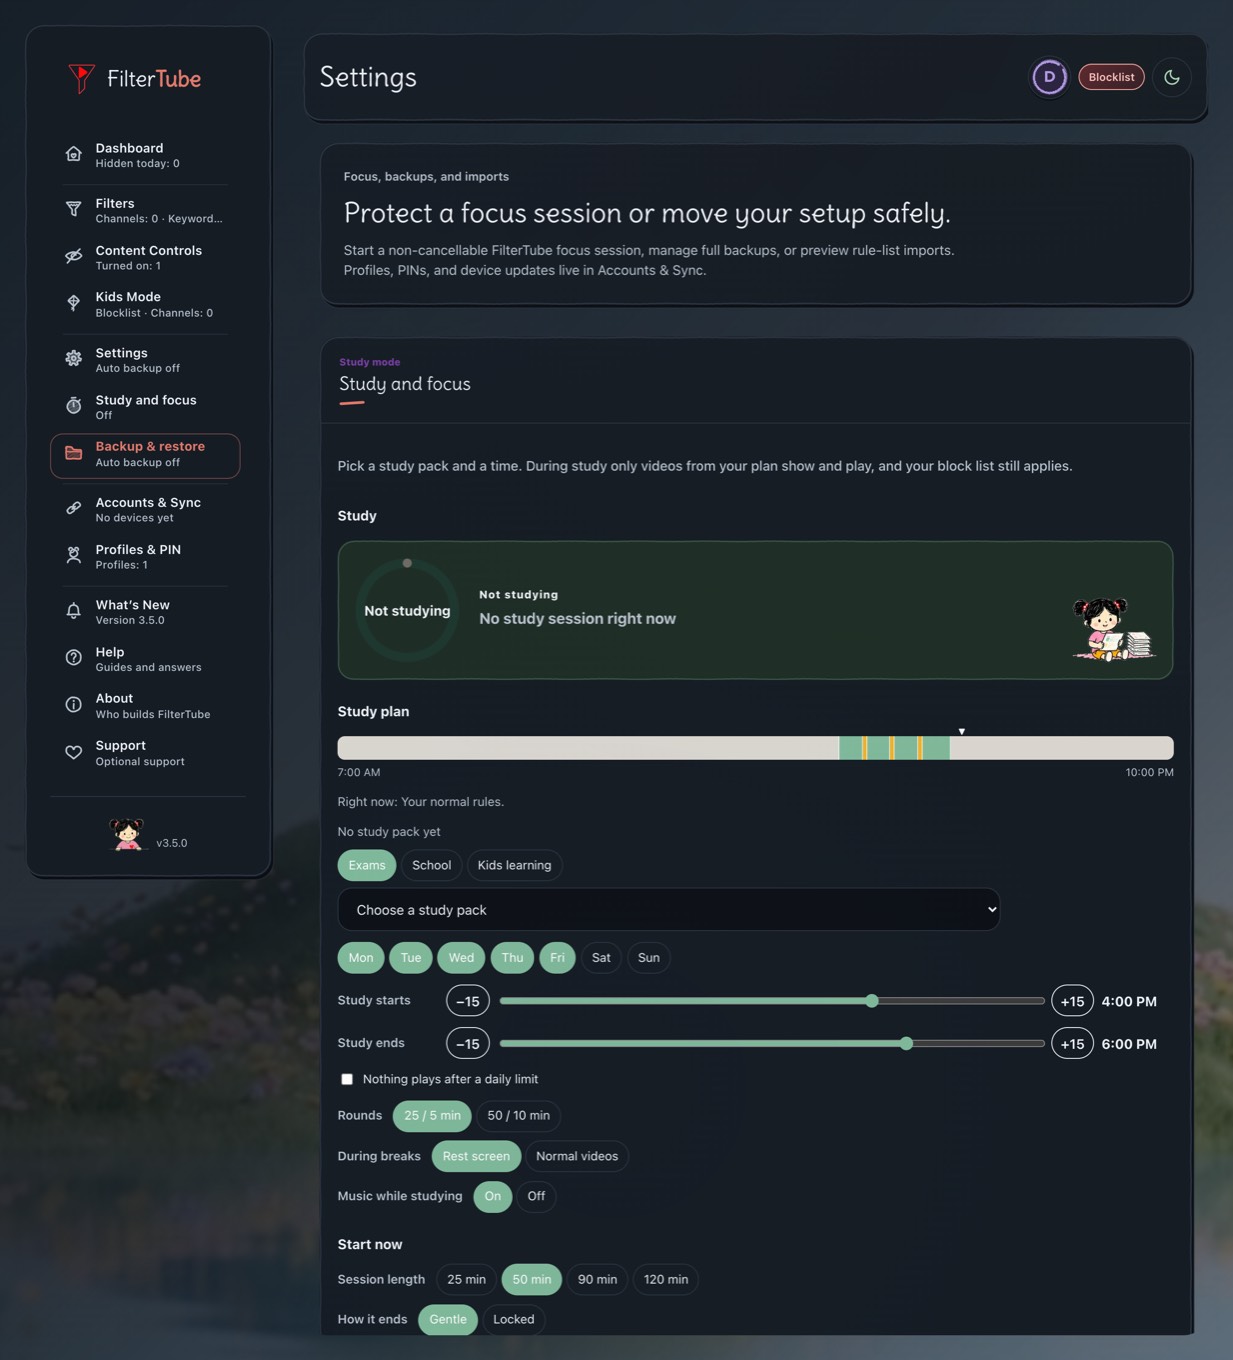 FilterTube
Dashboard
Hidden today: 0
Filters
Channels: 0 · Keyword...
Content Controls
Turned on: 1
Kids Mode
Blocklist · Channels: 0
Settings
Auto backup off
Study and focus
Off
Backup & restore
Auto backup off
Accounts & Sync
No devices yet
Profiles & PIN
Profiles: 1
What's New
Version 3.5.0
Help
Guides and answers
About
Who builds FilterTube
Support
Optional support
v3.5.0
Settings
D
Blocklist
Focus, backups, and imports
Protect a focus session or move your setup safely.
Start a non-cancellable FilterTube focus session, manage full backups, or preview rule-list imports.
Profiles, PINs, and device updates live in Accounts & Sync.
Study mode
Study and focus
Pick a study pack and a time. During study only videos from your plan show and play, and your block list still applies.
Study
Not studying
Not studying
No study session right now
Study plan
7:00 AM 10:00 PM
Right now: Your normal rules.
No study pack yet
Exams School Kids learning
Choose a study pack
Mon Tue Wed Thu Fri Sat Sun
Study starts −15 +15 4:00 PM
Study ends −15 +15 6:00 PM
Nothing plays after a daily limit
Rounds 25 / 5 min 50 / 10 min
During breaks Rest screen Normal videos
Music while studying On Off
Start now
Session length 25 min 50 min 90 min 120 min
How it ends Gentle Locked